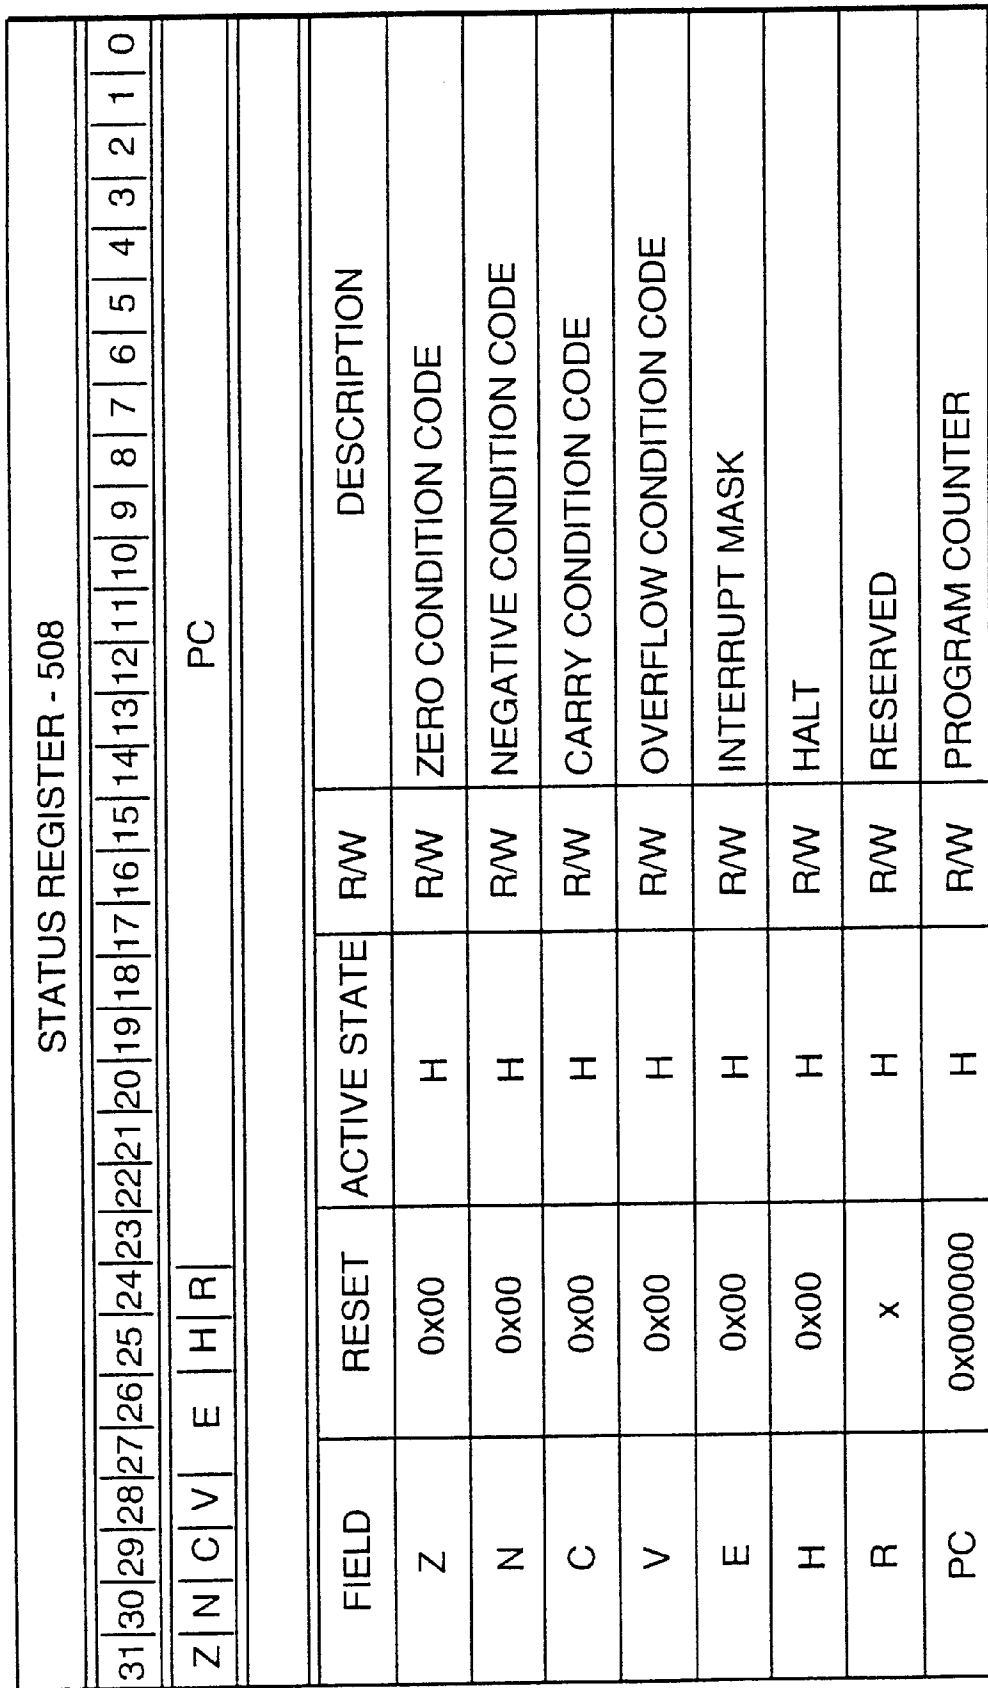 STATUS REGISTER - 508
31|30|29|28|27|26|25|24|23|22|21|20|19|18|17|16|15|14|13|12|11|10|9|8|7|6|5|4|3|2|1|0
Z|N|C|V|E|H|R| PC
FIELD RESET ACTIVE STATE R/W DESCRIPTION
Z 0x00 H R/W ZERO CONDITION CODE
N 0x00 H R/W NEGATIVE CONDITION CODE
C 0x00 H R/W CARRY CONDITION CODE
V 0x00 H R/W OVERFLOW CONDITION CODE
E 0x00 H R/W INTERRUPT MASK
H 0x00 H R/W HALT
R x H R/W RESERVED
PC 0x000000 H R/W PROGRAM COUNTER